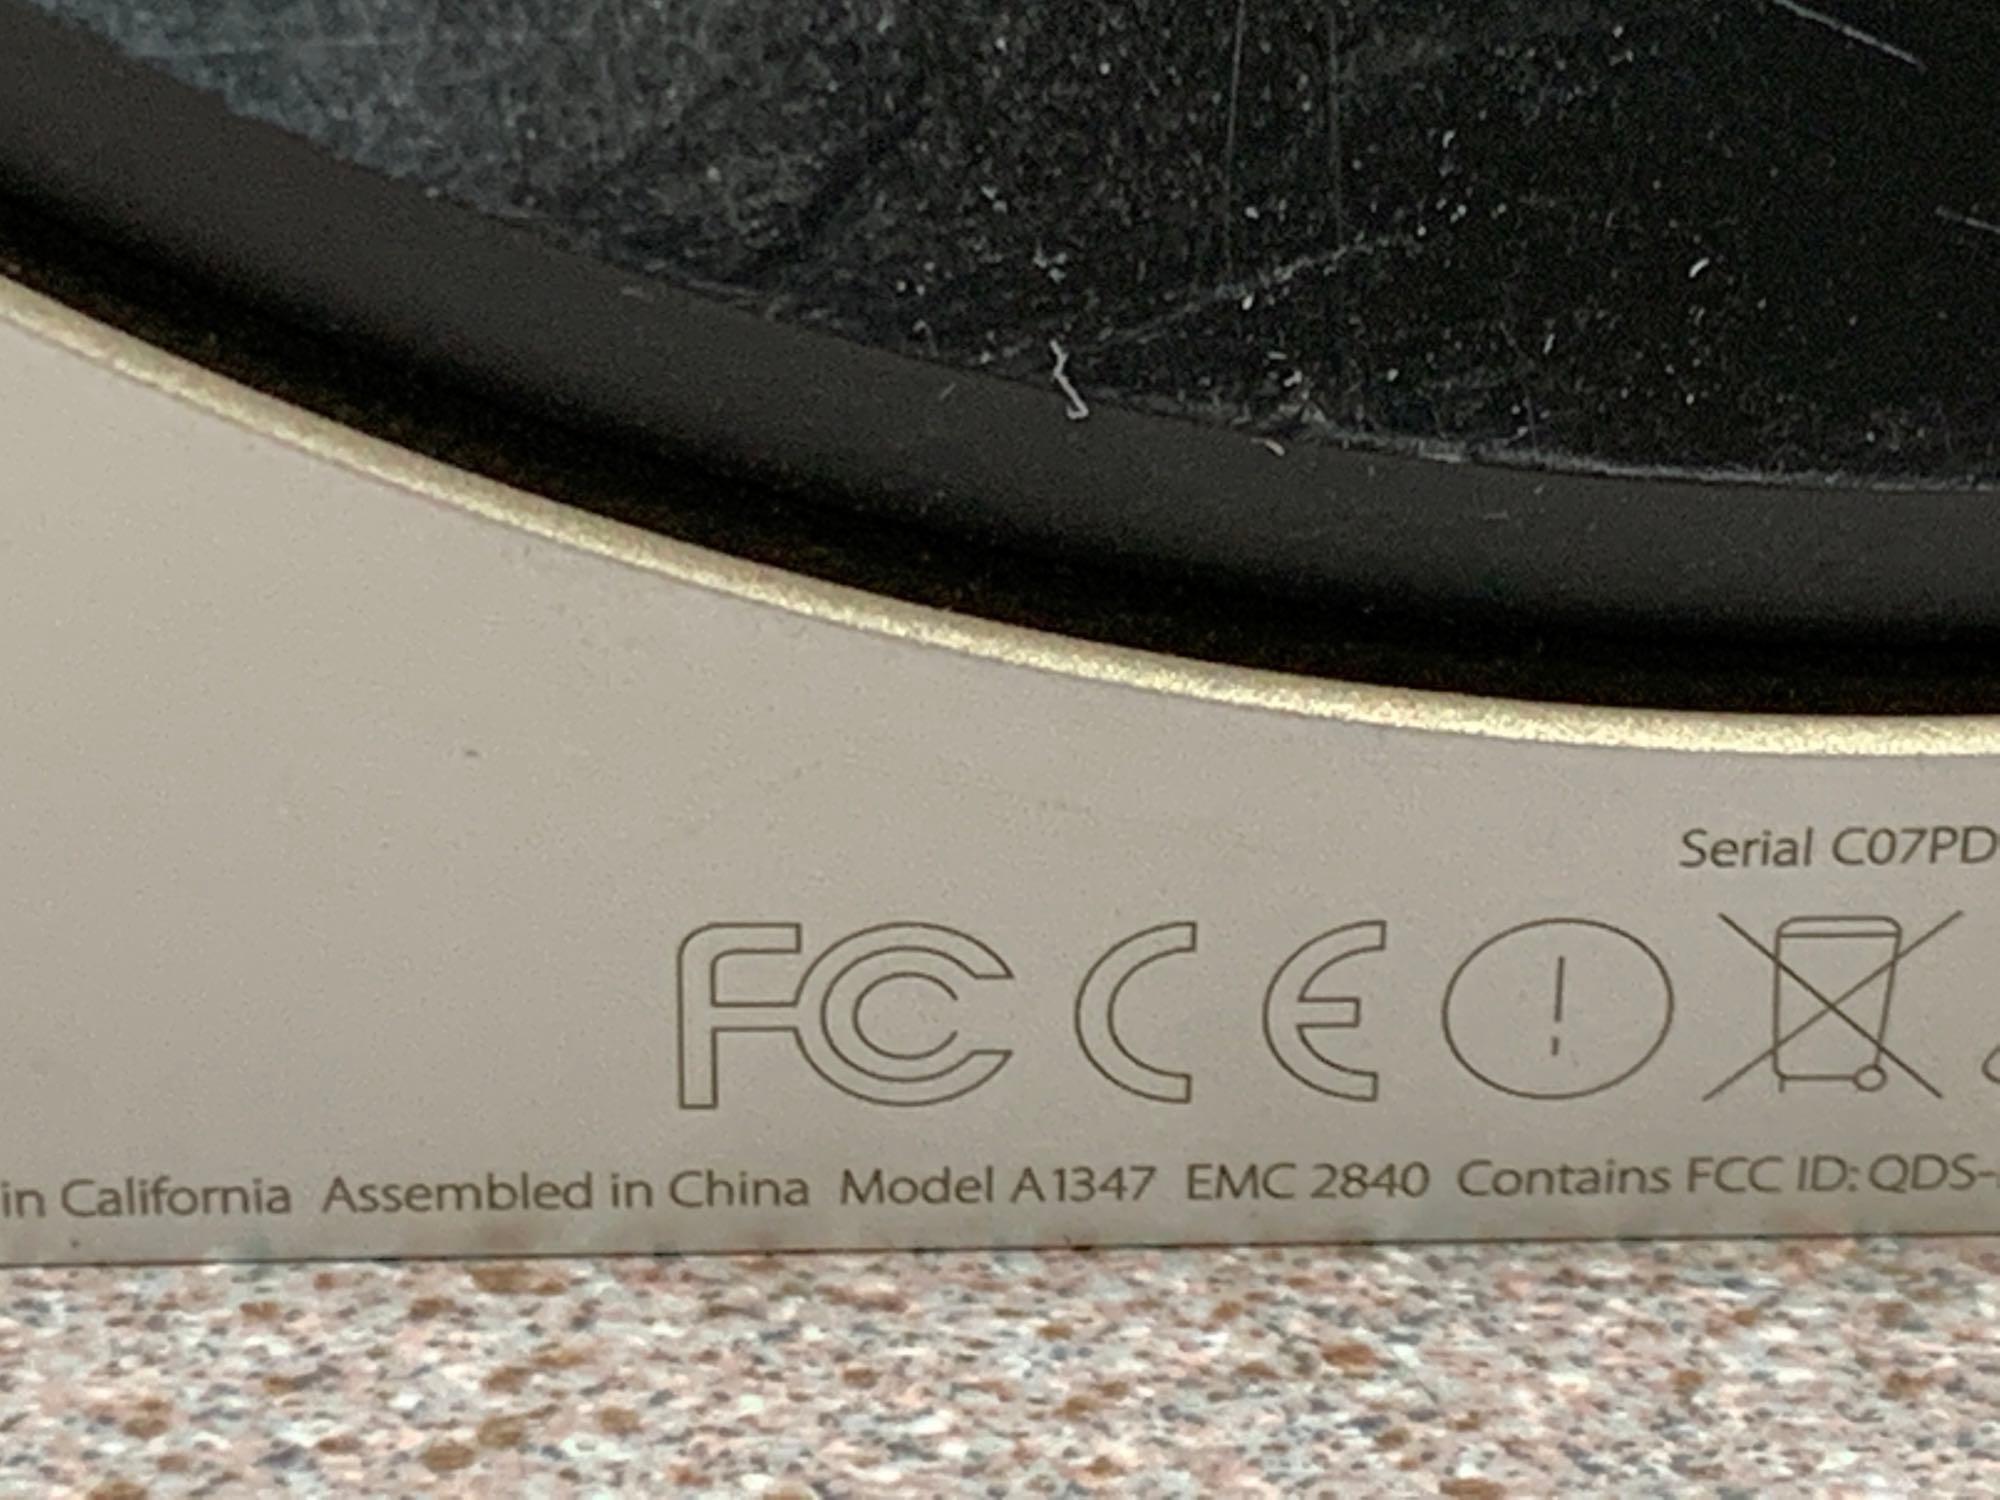 Serial C07PD
FC CE !
in California Assembled in China Model A1347 EMC 2840 Contains FCC ID: QDS-